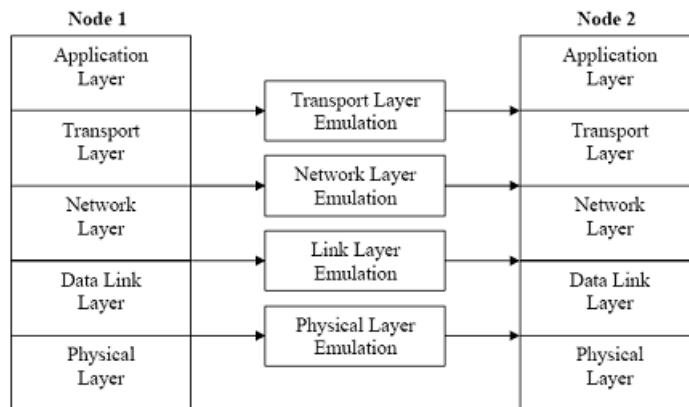 Node 1
Node 2
Application
Layer
Transport
Layer
Network
Layer
Data Link
Layer
Physical
Layer
Transport Layer
Emulation
Network Layer
Emulation
Link Layer
Emulation
Physical Layer
Emulation
Application
Layer
Transport
Layer
Network
Layer
Data Link
Layer
Physical
Layer